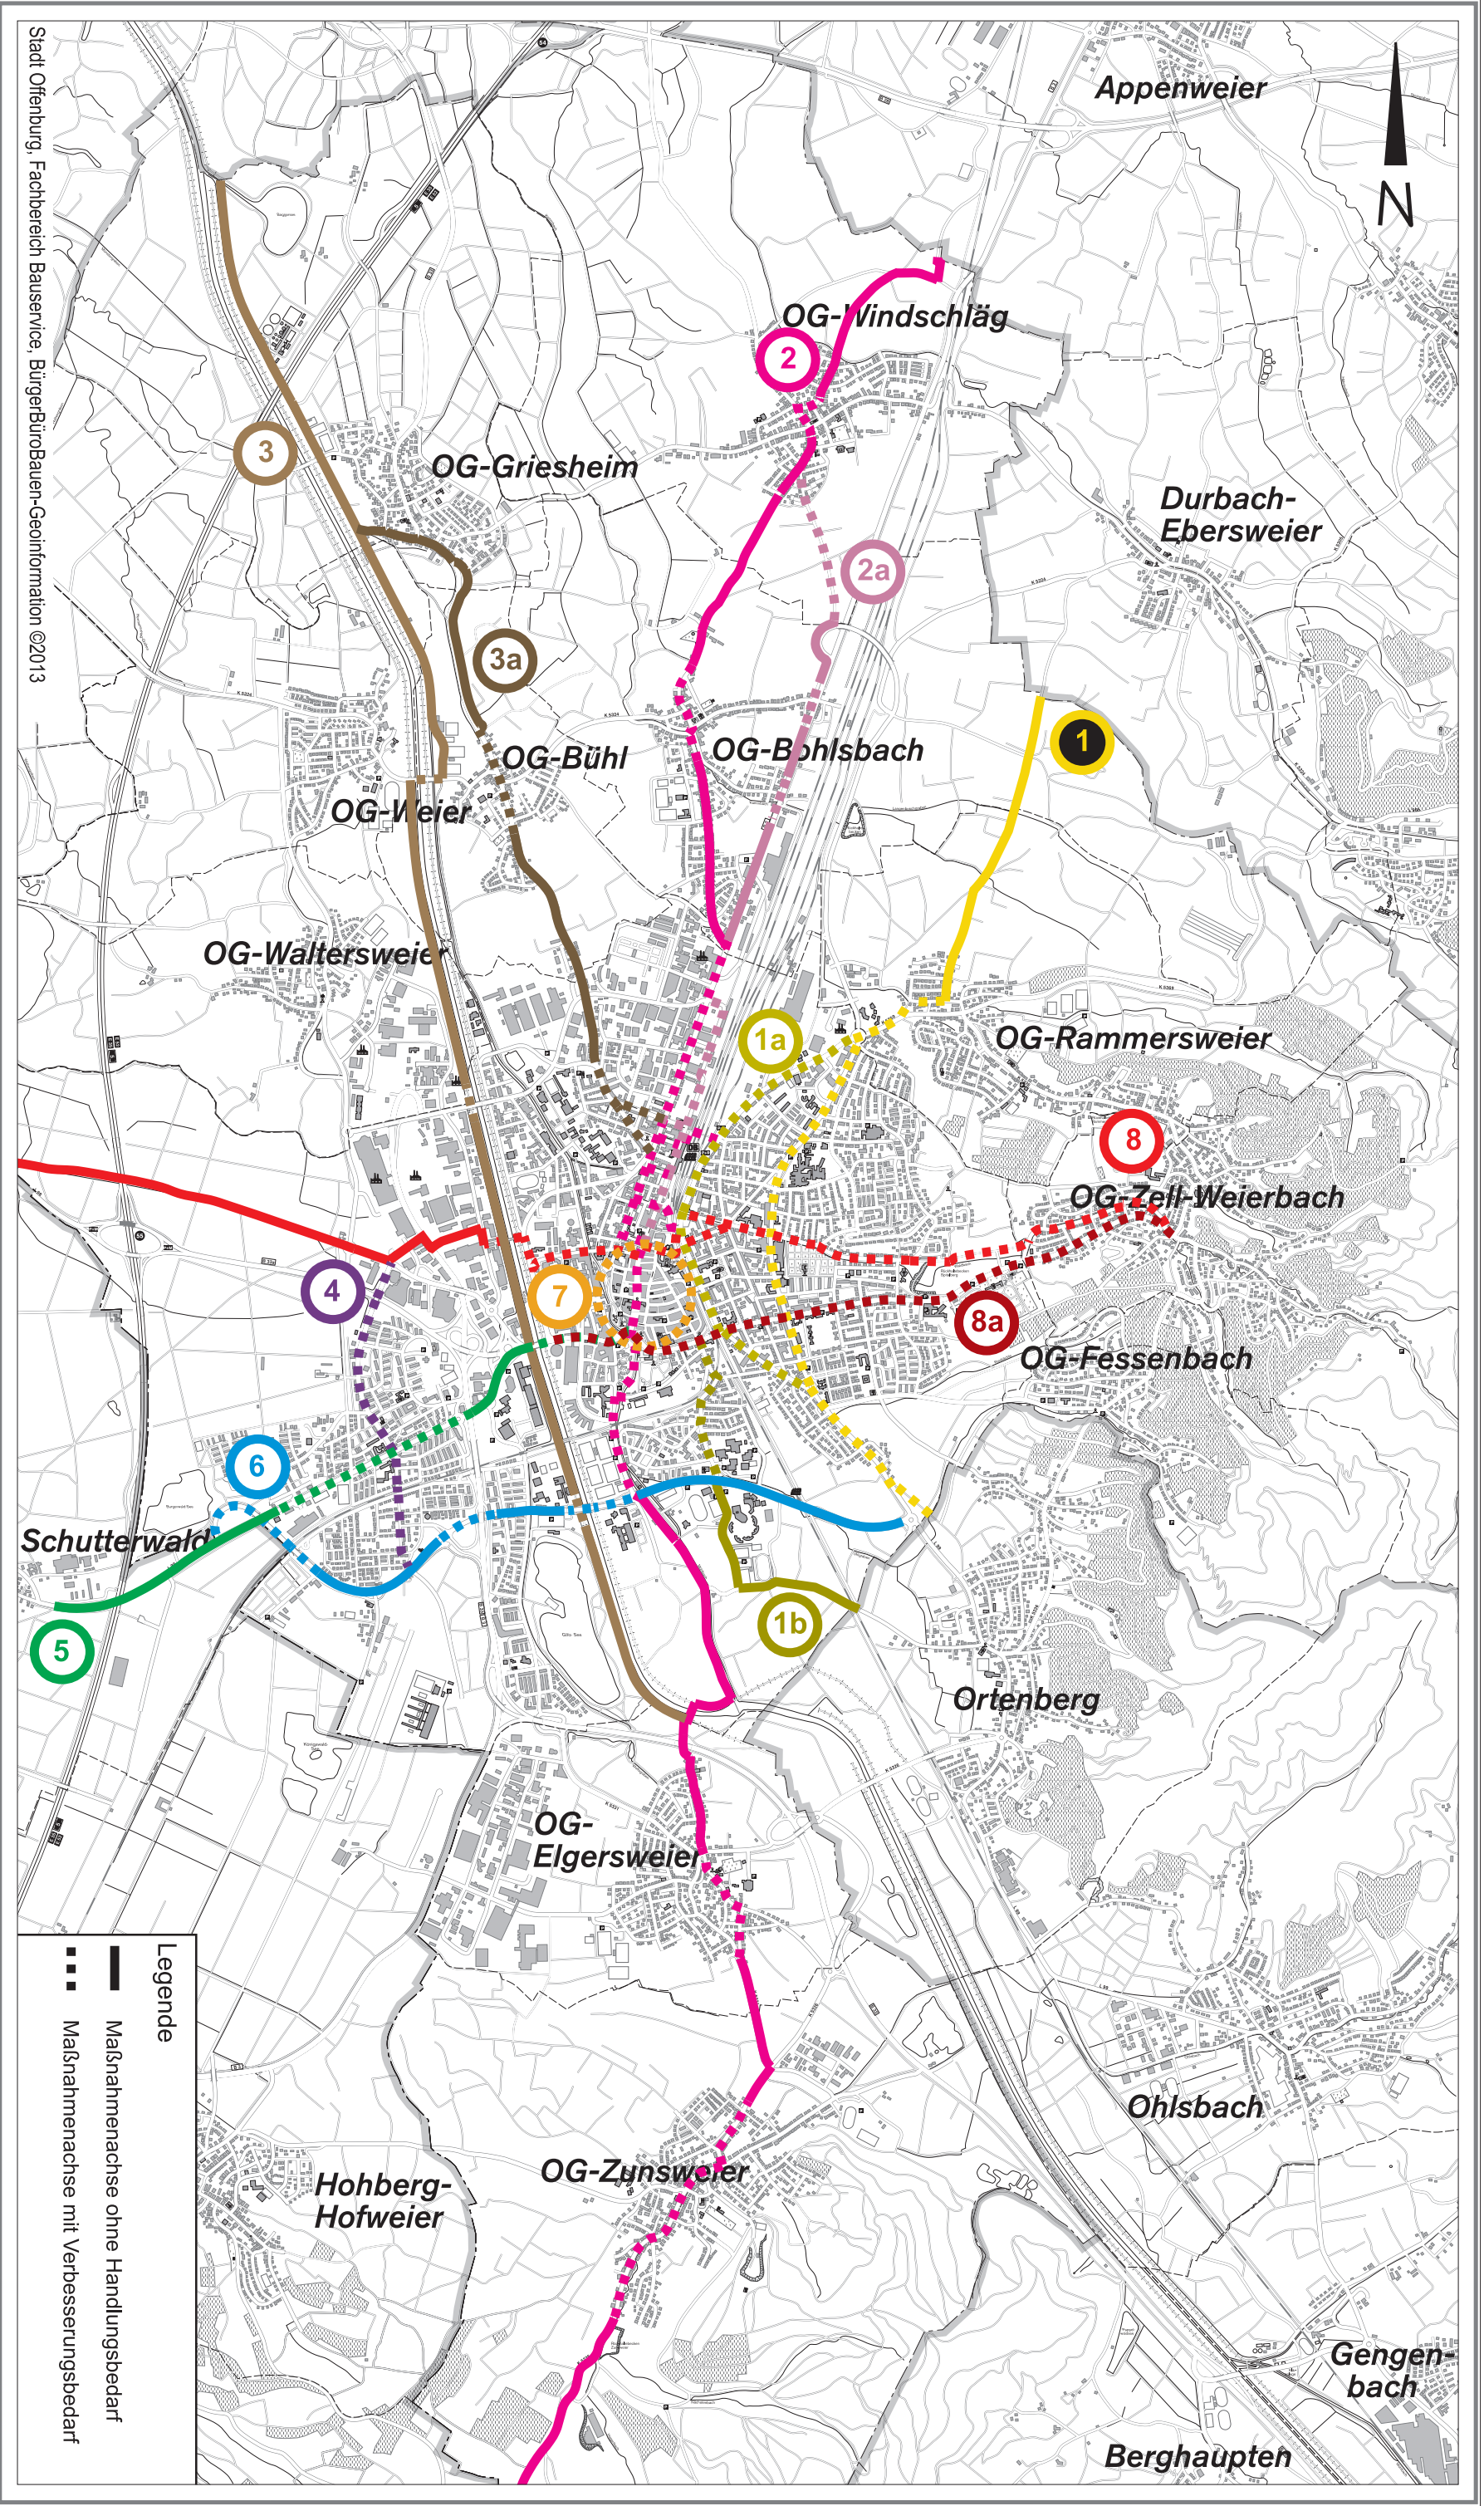 Appenweier
N
OG-Windschläg
2
3
OG-Griesheim
Durbach-
Ebersweier
2a
3a
1
OG-Bühl
OG-Bohlsbach
OG-Weier
OG-Waltersweier
1a
OG-Rammersweier
8
OG-Zell-Weierbach
4
7
8a
OG-Fessenbach
6
Schutterwald
5
1b
Ortenberg
OG-
Elgersweier
Ohlsbach
OG-Zunsweier
Hohberg-
Hofweier
Gengen-
bach
Berghaupten
Legende
Maßnahmenachse ohne Handlungsbedarf
Maßnahmenachse mit Verbesserungsbedarf
Stadt Offenburg, Fachbereich Bauservice, BürgerBüroBauen-Geoinformation ©2013